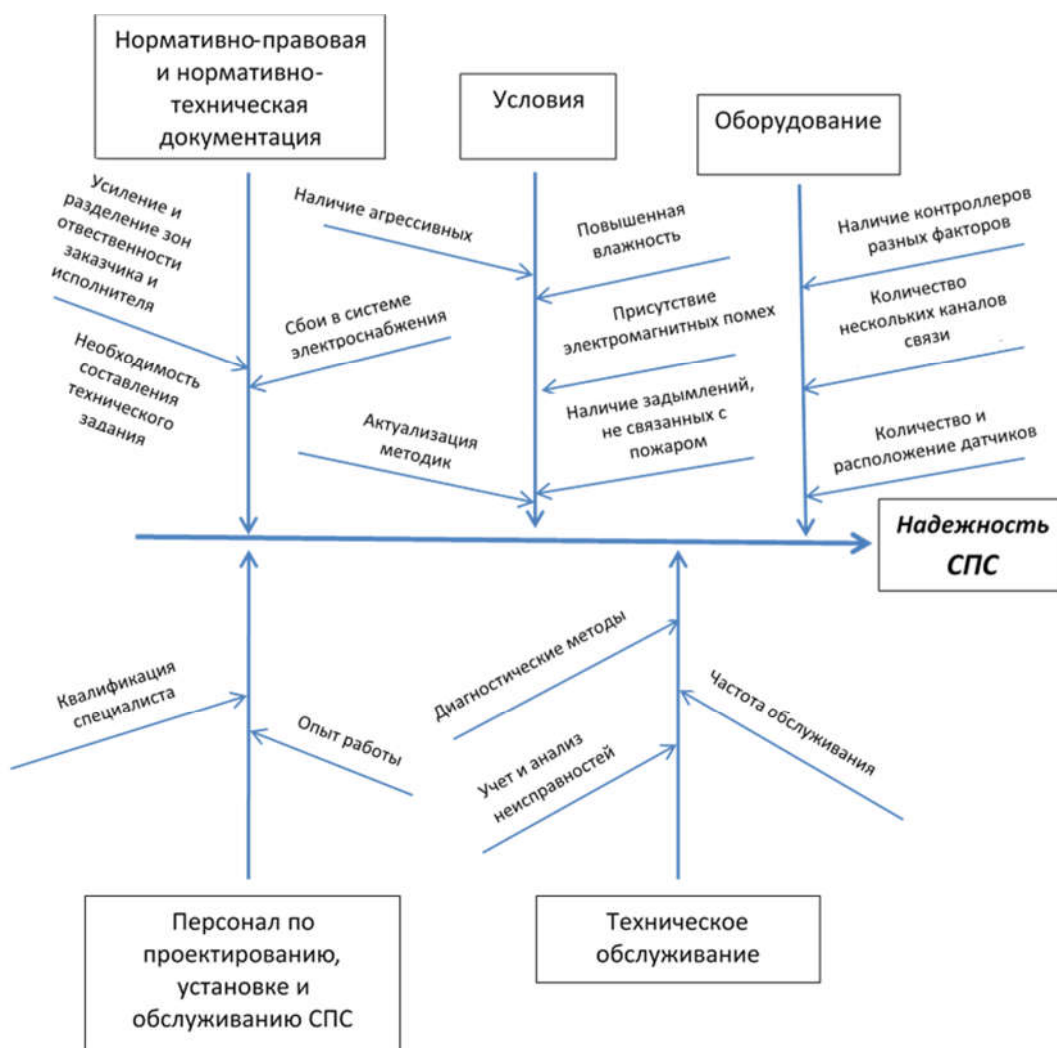 Нормативно-правовая
и нормативно-
техническая
документация
Условия
Оборудование
Усиление и
разделение зон
отвественности
заказчика и
исполнителя
Необходимость
составления
технического
задания
Наличие агрессивных
Сбои в системе
электроснабжения
Актуализация
методик
Повышенная
влажность
Присутствие
электромагнитных помех
Наличие задымлений,
не связанных с
пожаром
Наличие контроллеров
разных факторов
Количество
нескольких каналов
связи
Количество и
расположение датчиков
Надежность
СПС
Квалификация
специалиста
Опыт работы
Диагностические методы
Учет и анализ
неисправностей
Частота обслуживания
Персонал по
проектированию,
установке и
обслуживанию СПС
Техническое
обслуживание